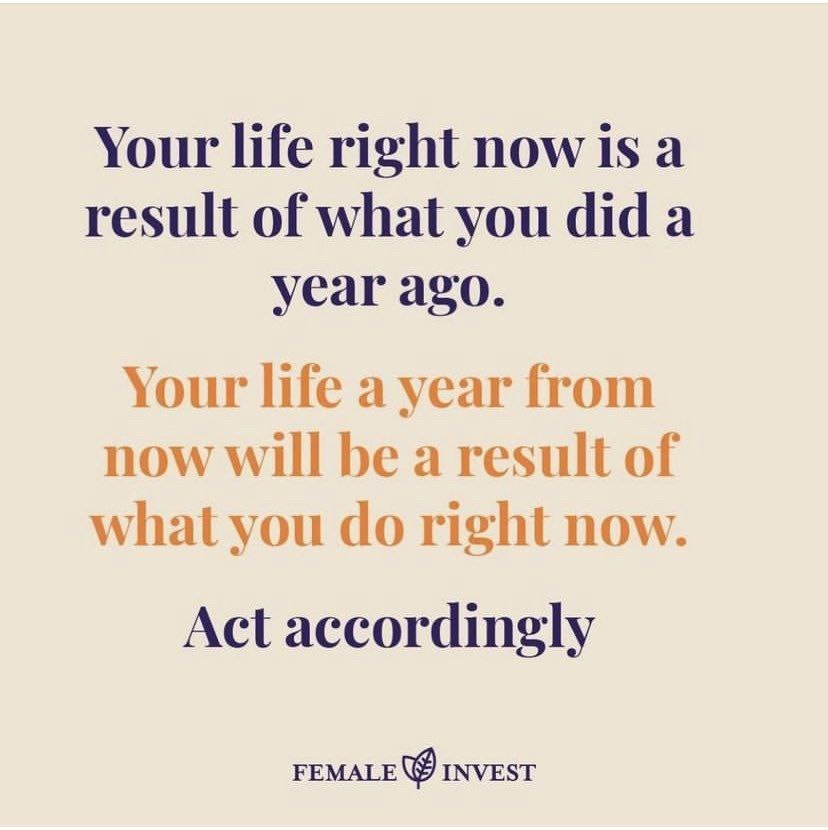 Your life right now is a
result of what you did a
year ago.
Your life a year from
now will be a result of
what you do right now.
Act accordingly
FEMALE INVEST